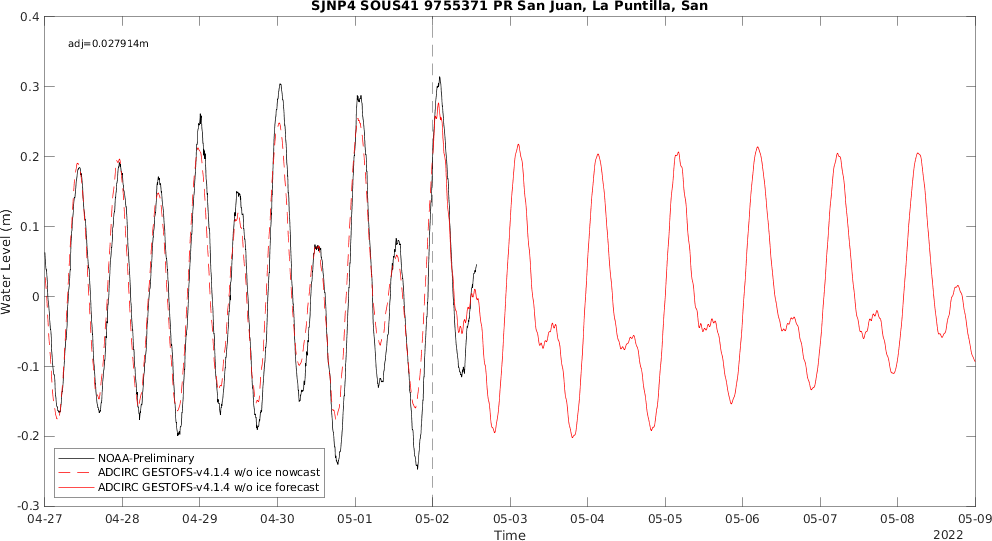 SJNP4 SOUS41 9755371 PR San Juan, La Puntilla, San
adj=0.027914m
Water Level (m)
0.4
0.3
0.2
0.1
0
-0.1
-0.2
-0.3
NOAA-Preliminary
ADCIRC GESTOFS-v4.1.4 w/o ice nowcast
ADCIRC GESTOFS-v4.1.4 w/o ice forecast
04-27 04-28 04-29 04-30 05-01 05-02 05-03 05-04 05-05 05-06 05-07 05-08 05-09
Time
2022